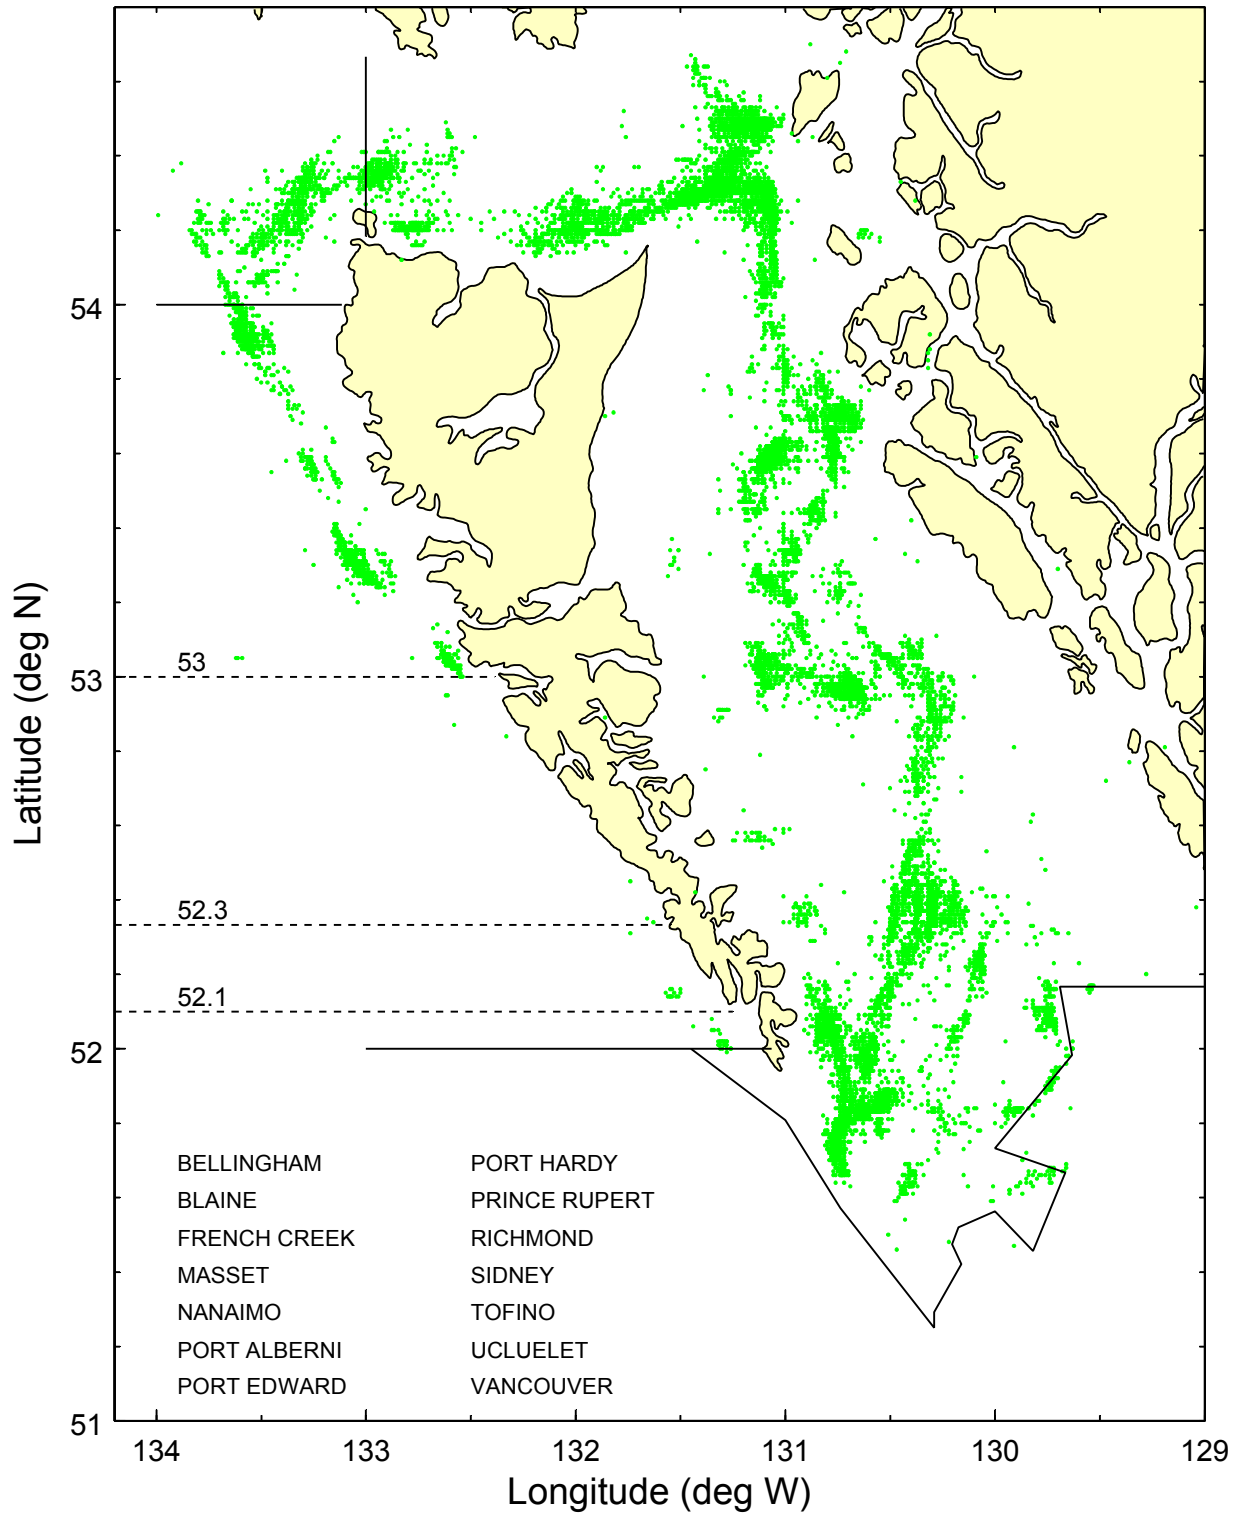 54
53
52
51
53
52.3
52.1
Latitude (deg N)
BELLINGHAM
BLAINE
FRENCH CREEK
MASSET
NANAIMO
PORT ALBERNI
PORT EDWARD
PORT HARDY
PRINCE RUPERT
RICHMOND
SIDNEY
TOFINO
UCLUELET
VANCOUVER
134 133 132 131 130 129
Longitude (deg W)